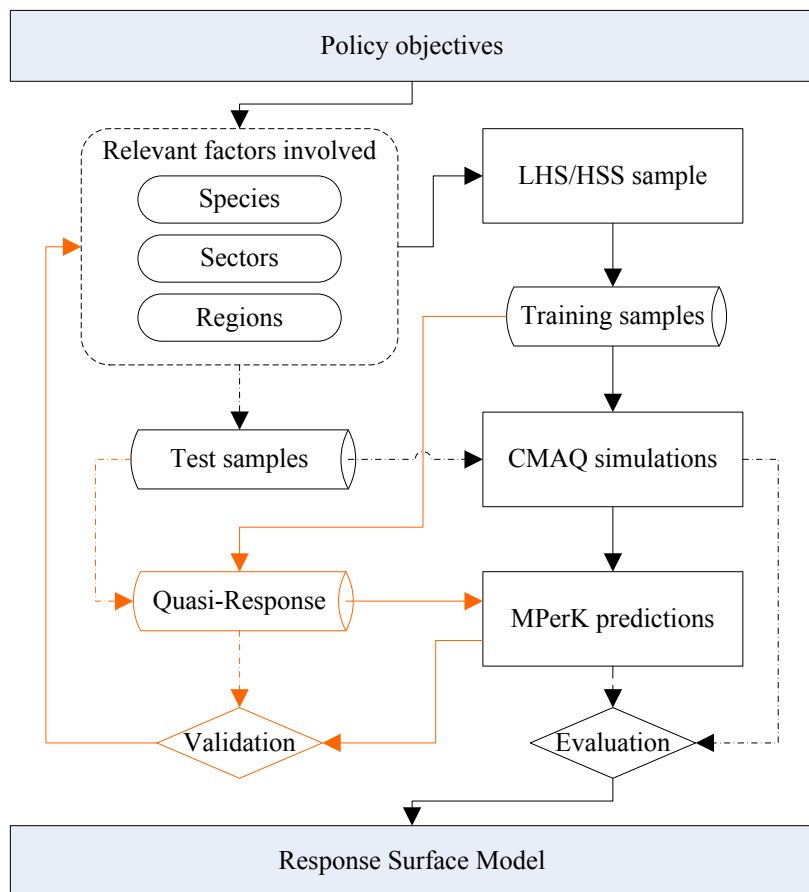 Policy objectives
Relevant factors involved
Species
Sectors
Regions
LHS/HSS sample
Training samples
Test samples
CMAQ simulations
Quasi-Response
MPerK predictions
Validation
Evaluation
Response Surface Model